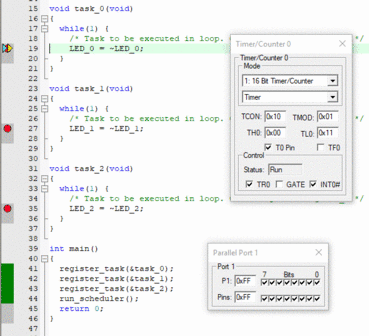 15 void task_0(void)
16 {
17 while(1) {
18 /* Task to be executed in loop. */
19 LED_0 = ~LED_0;
20 }
21 }
22
23 void task_1(void)
24 {
25 while(1) {
26 /* Task to be executed in loop.
27 LED_1 = ~LED_1;
28 }
29 }
30
31 void task_2(void)
32 {
33 while(1) {
34 /* Task to be executed in loop.
35 LED_2 = ~LED_2;
36 }
37 }
38
39 int main()
40 {
41 register_task(&task_0);
42 register_task(&task_1);
43 register_task(&task_2);
44 run_scheduler();
45 return 0;
46 }
47
Timer/Counter 0
Timer/Counter 0
Mode
1: 16 Bit Timer/Counter
Timer
TCON: 0x10 TMOD: 0x01
TH0: 0x00 TL0: 0x11
T0 Pin TF0
Control
Status: Run
TR0 GATE INT0#
Parallel Port 1
Port 1
7 Bits 0
P1: 0xFF
Pins: 0xFF